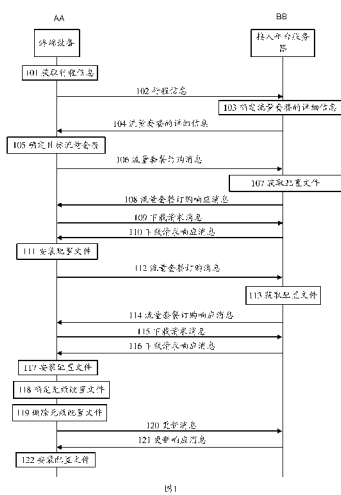 AA
BB
终端设备
接入平台服务器
101 获取行程信息
102 行程信息
103 确定流量套餐的详细信息
104 流量套餐的详细信息
105 确定目标流量套餐
106 流量套餐订购消息
107 获取配置文件
108 流量套餐订购响应消息
109 下载请求消息
110 下载请求响应消息
111 安装配置文件
112 流量套餐订购消息
113 获取配置文件
114 流量套餐订购响应消息
115 下载请求消息
116 下载请求响应消息
117 安装配置文件
118 确定无效配置文件
119 删除无效配置文件
120 更新消息
121 更新响应消息
122 安装配置文件
图1